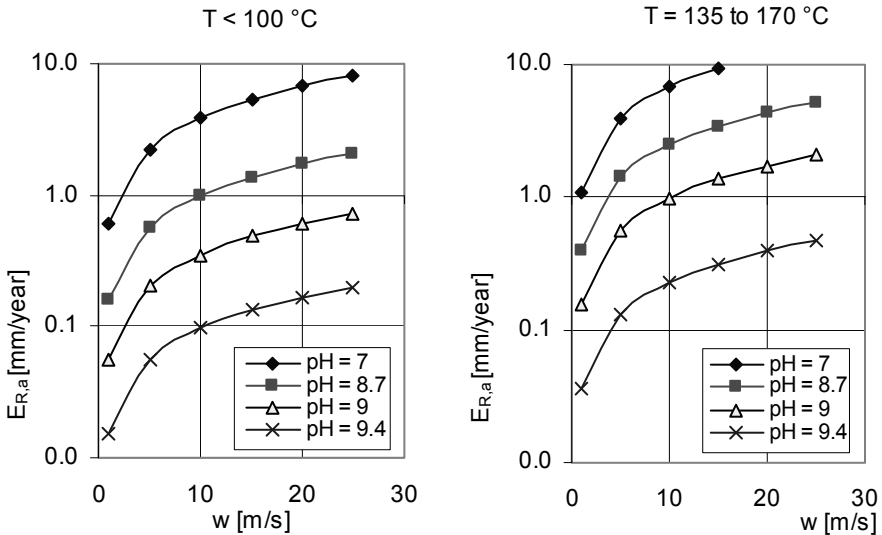 T < 100 °C
10.0
1.0
0.1
0.0
E_R,a [mm/year]
pH = 7
pH = 8.7
pH = 9
pH = 9.4
0 10 20 30
w [m/s]
T = 135 to 170 °C
10.0
1.0
0.1
0.0
E_R,a [mm/year]
pH = 7
pH = 8.7
pH = 9
pH = 9.4
0 10 20 30
w [m/s]